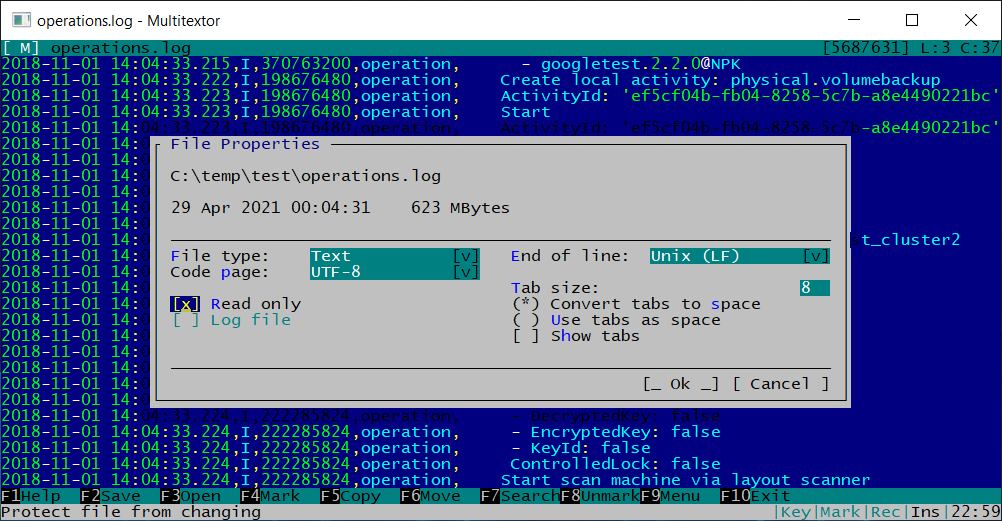 operations.log - Multitextor
[ M] operations.log [5687631] L:3 C:37
2018-11-01 14:04:33.215,I,370763200,operation, - googletest.2.2.0@NPK
2018-11-01 14:04:33.222,I,198676480,operation, Create local activity: physical.volumebackup
2018-11-01 14:04:33.223,I,198676480,operation, ActivityId: 'ef5cf04b-fb04-8258-5c7b-a8e4490221bc'
2018-11-01 14:04:33.223,I,198676480,operation, Start
2018-11-01 14:04:33.223,I,198676480,operation, ActivityId: 'ef5cf04b-fb04-8258-5c7b-a8e4490221bc'
2018-11-01 14:0 File Properties
2018-11-01 14:0
2018-11-01 14:0 C:\temp\test\operations.log
2018-11-01 14:0
2018-11-01 14:0 29 Apr 2021 00:04:31 623 MBytes
2018-11-01 14:0
2018-11-01 14:0 t_cluster2
2018-11-01 14:0 File type: Text [v] End of line: Unix (LF) [v]
2018-11-01 14:0 Code page: UTF-8 [v]
2018-11-01 14:0 Tab size: 8
2018-11-01 14:0 [x] Read only (*) Convert tabs to space
2018-11-01 14:0 [ ] Log file ( ) Use tabs as space
2018-11-01 14:0 [ ] Show tabs
2018-11-01 14:0
2018-11-01 14:0
2018-11-01 14:0 [_ Ok _] [ Cancel ]
2018-11-01 14:0
2018-11-01 14:04:33.224,I,222285824,operation, - DecryptedKey: false
2018-11-01 14:04:33.224,I,222285824,operation, - EncryptedKey: false
2018-11-01 14:04:33.224,I,222285824,operation, - KeyId: false
2018-11-01 14:04:33.224,I,222285824,operation, ControlledLock: false
2018-11-01 14:04:33.224,I,222285824,operation, Start scan machine via layout scanner
F1Help F2Save F3Open F4Mark F5Copy F6Move F7Search F8Unmark F9Menu F10Exit
Protect file from changing |Key|Mark|Rec|Ins|22:59